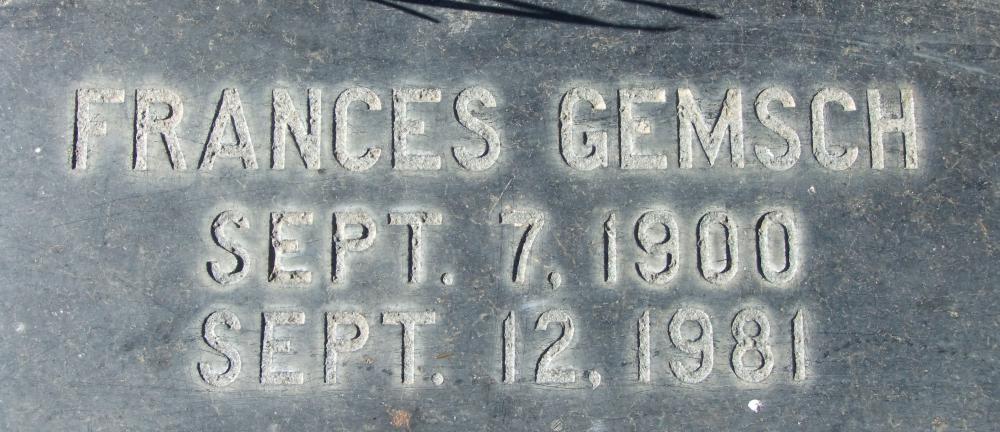 FRANCES GEMSCH
SEPT. 7, 1900
SEPT. 12, 1981